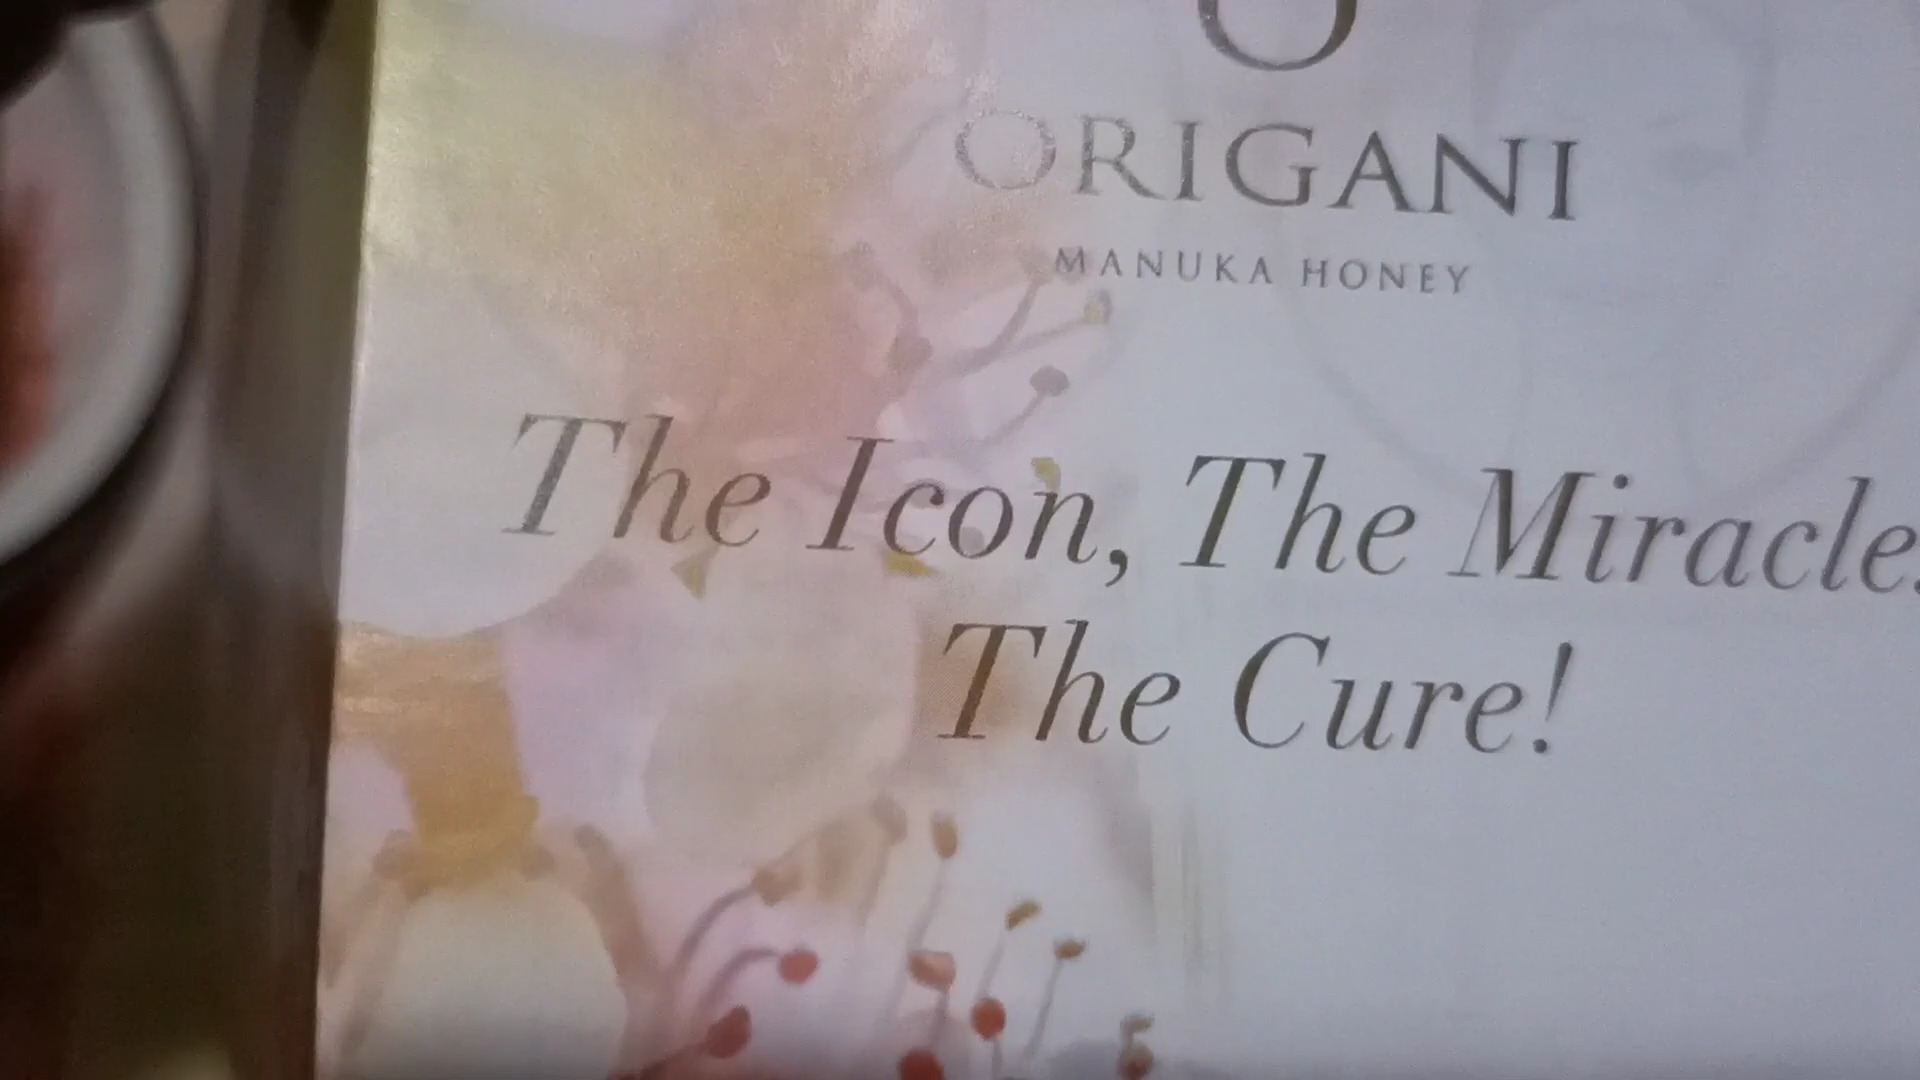 O
ORIGANI
MANUKA HONEY
The Icon, The Miracle.
The Cure!